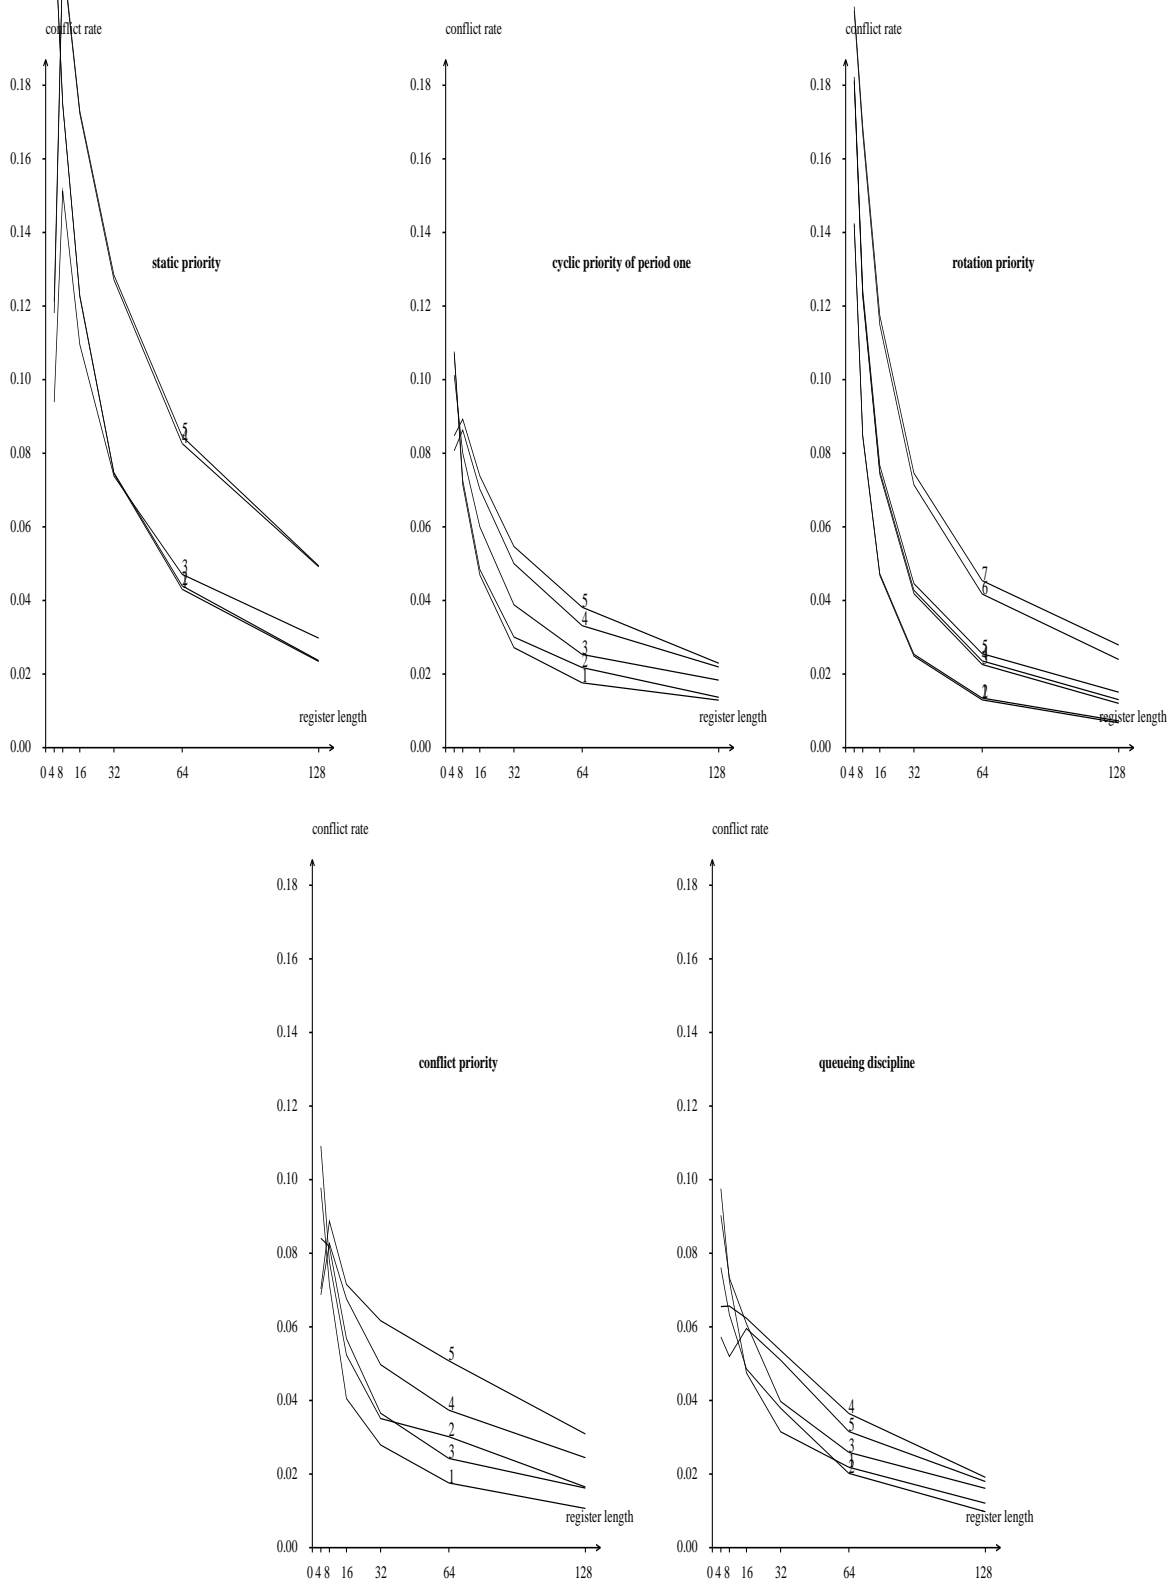 conflict rate conflict rate conflict rate
0.18 0.18 0.18
0.16 0.16 0.16
0.14 0.14 0.14
static priority cyclic priority of period one rotation priority
0.12 0.12 0.12
0.10 0.10 0.10
5
4
0.08 0.08 0.08
0.06 0.06 0.06
3 5 4 3 2 1 7 6 5
0.04 0.04 0.04
0.02 0.02 0.02
register length register length register length
0.00 0.00 0.00
0 4 8 16 32 64 128 0 4 8 16 32 64 128 0 4 8 16 32 64 128
conflict rate conflict rate
0.18 0.18
0.16 0.16
0.14 0.14
conflict priority queueing discipline
0.12 0.12
0.10 0.10
0.08 0.08
0.06 0.06
5
0.04 0.04
4 4
2 5
3 3
1
0.02 0.02
register length register length
0.00 0.00
0 4 8 16 32 64 128 0 4 8 16 32 64 128